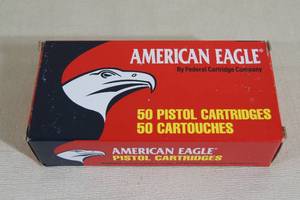 AMERICAN EAGLE®
By Federal Cartridge Company
50 PISTOL CARTRIDGES
50 CARTOUCHES
AMERICAN EAGLE®
PISTOL CARTRIDGES